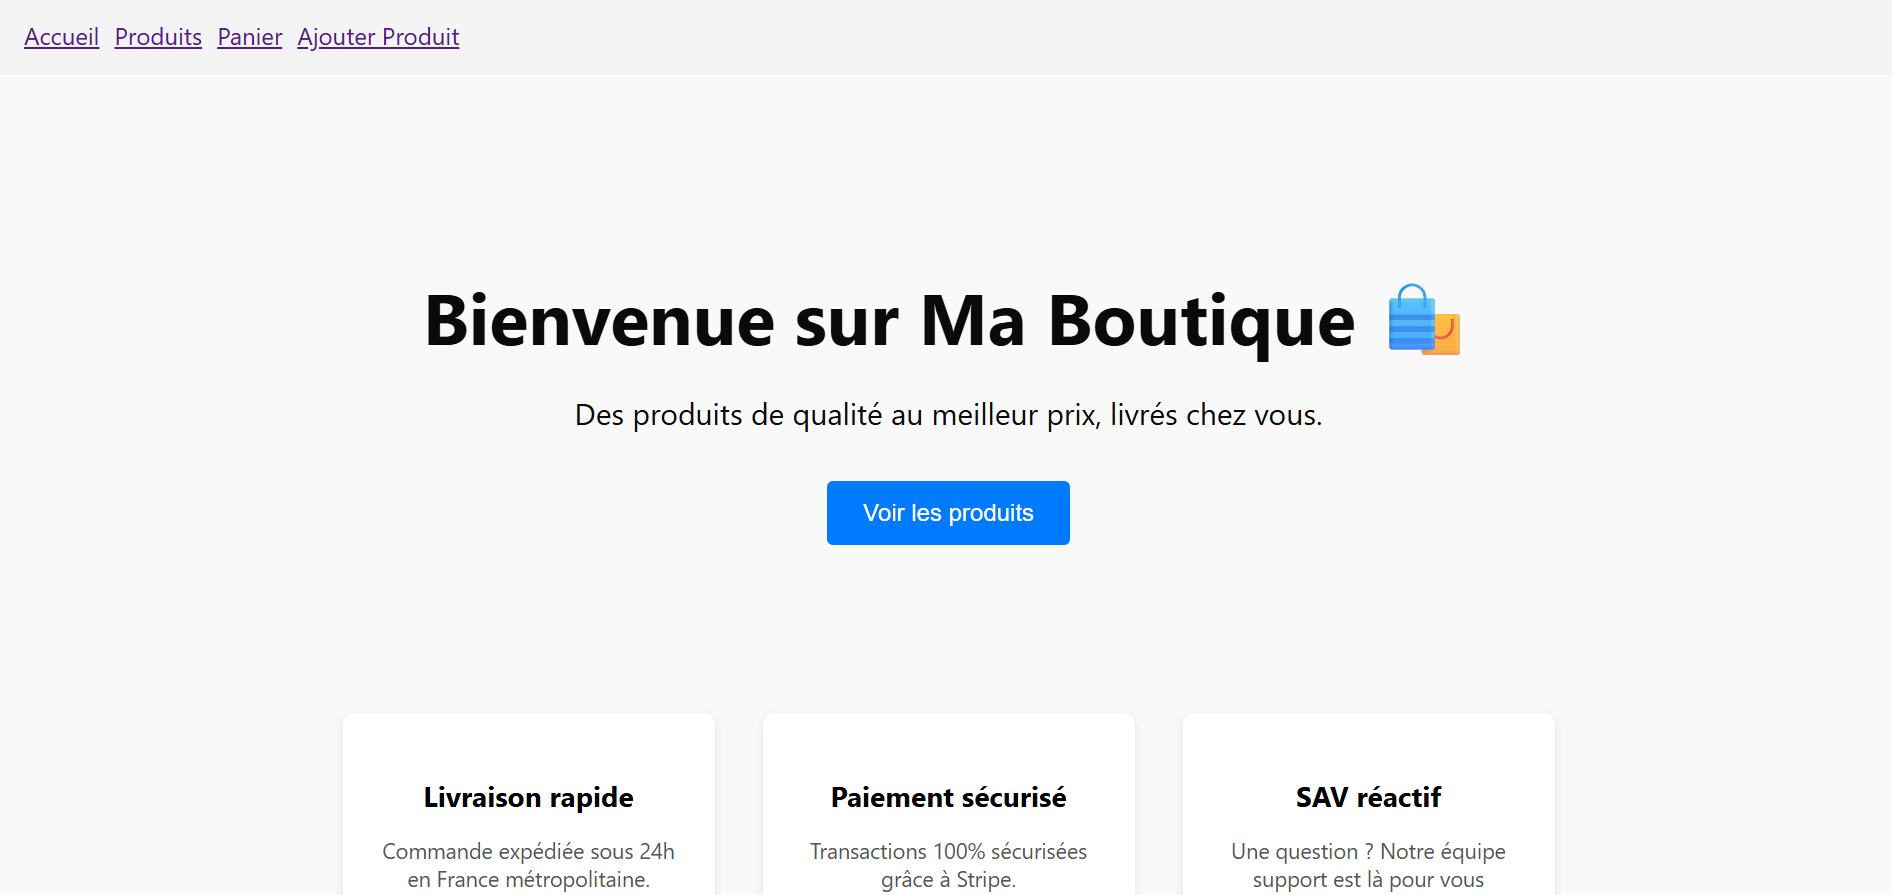 Accueil Produits Panier Ajouter Produit
Bienvenue sur Ma Boutique 🛍️
Des produits de qualité au meilleur prix, livrés chez vous.
Voir les produits
Livraison rapide
Commande expédiée sous 24h
en France métropolitaine.
Paiement sécurisé
Transactions 100% sécurisées
grâce à Stripe.
SAV réactif
Une question ? Notre équipe
support est là pour vous